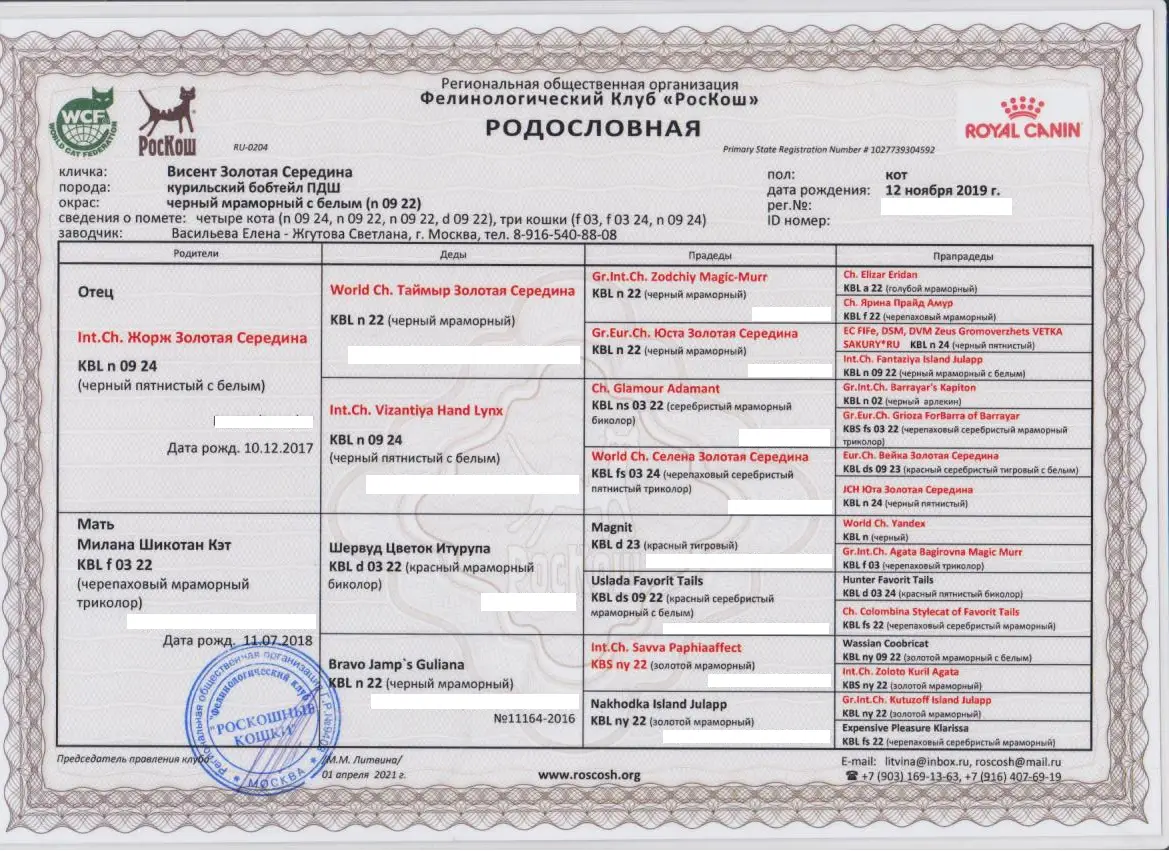 Региональная общественная организация
Фелинологический Клуб «РосКош»
РОДОСЛОВНАЯ
WCF
WORLD CAT FEDERATION
РосКош
RU-0204
ROYAL CANIN
Primary State Registration Number # 1027739304592
кличка: Висент Золотая Середина
порода: курильский бобтейл ПДШ
окрас: черный мраморный с белым (n 09 22)
сведения о помете: четыре кота (n 09 24, n 09 22, n 09 22, d 09 22), три кошки (f 03, f 03 24, n 09 24)
заводчик: Васильева Елена - Жгутова Светлана, г. Москва, тел. 8-916-540-88-08
пол: кот
дата рождения: 12 ноября 2019 г.
рег.№:
ID номер:
Родители
Деды
Прадеды
Прапрадеды
Отец
Int.Ch. Жорж Золотая Середина
KBL n 09 24
(черный пятнистый с белым)
Дата рожд. 10.12.2017
Мать
Милана Шикотан Кэт
KBL f 03 22
(черепаховый мраморный
триколор)
Дата рожд. 11.07.2018
World Ch. Таймыр Золотая Середина
KBL n 22 (черный мраморный)
Int.Ch. Vizantiya Hand Lynx
KBL n 09 24
(черный пятнистый с белым)
Шервуд Цветок Итурупа
KBL d 03 22 (красный мраморный
биколор)
Bravo Jamp`s Guliana
KBL n 22 (черный мраморный)
№11164-2016
Gr.Int.Ch. Zodchiy Magic-Murr
KBL n 22 (черный мраморный)
Gr.Eur.Ch. Юста Золотая Середина
KBL n 22 (черный мраморный)
Ch. Glamour Adamant
KBL ns 03 22 (серебристый мраморный
биколор)
World Ch. Селена Золотая Середина
KBL fs 03 24 (черепаховый серебристый
пятнистый триколор)
Magnit
KBL d 23 (красный тигровый)
Uslada Favorit Tails
KBL ds 09 22 (красный серебристый
мраморный с белым)
Int.Ch. Savva Paphiaaffect
KBS ny 22 (золотой мраморный)
Nakhodka Island Julapp
KBL ny 22 (золотой мраморный)
Ch. Elizar Eridan
KBL a 22 (голубой мраморный)
Ch. Ярина Прайд Амур
KBL f 22 (черепаховый мраморный)
EC FIFe, DSM, DVM Zeus Gromoverzhets VETKA
SAKURY*RU KBL n 24 (черный пятнистый)
Int.Ch. Fantaziya Island Julapp
KBL n 09 22 (черный мраморный с белым)
Gr.Int.Ch. Barrayar's Kapiton
KBL n 02 (черный арлекин)
Gr.Eur.Ch. Grioza ForBarra of Barrayar
KBS fs 03 22 (черепаховый серебристый мраморный
триколор)
Eur.Ch. Вейка Золотая Середина
KBL ds 09 23 (красный серебристый тигровый с белым)
JCH Юта Золотая Середина
KBL n 24 (черный пятнистый)
World Ch. Yandex
KBL n (черный)
Gr.Int.Ch. Agata Bagirovna Magic Murr
KBL f 03 (черепаховый триколор)
Hunter Favorit Tails
KBL d 03 24 (красный пятнистый биколор)
Ch. Colombina Stylecat of Favorit Tails
KBL fs 22 (черепаховый серебристый мраморный)
Wassian Coobricat
KBL ny 09 22 (золотой мраморный с белым)
Int.Ch. Zoloto Kuril Agata
KBS ny 22 (золотой мраморный)
Gr.Int.Ch. Kutuzoff Island Julapp
KBL ny 22 (золотой мраморный)
Expensive Pleasure Klarissa
KBL fs 22 (черепаховый серебристый мраморный)
Региональная общественная организация Г.Р.№9403
"Фелинологический клуб
"РОСКОШНЫЕ
КОШКИ"
* МОСКВА *
Председатель правления клуба
/М.М. Литвина/
01 апреля 2021 г.
www.roscosh.org
E-mail: litvina@inbox.ru, roscosh@mail.ru
☎ +7 (903) 169-13-63, +7 (916) 407-69-19